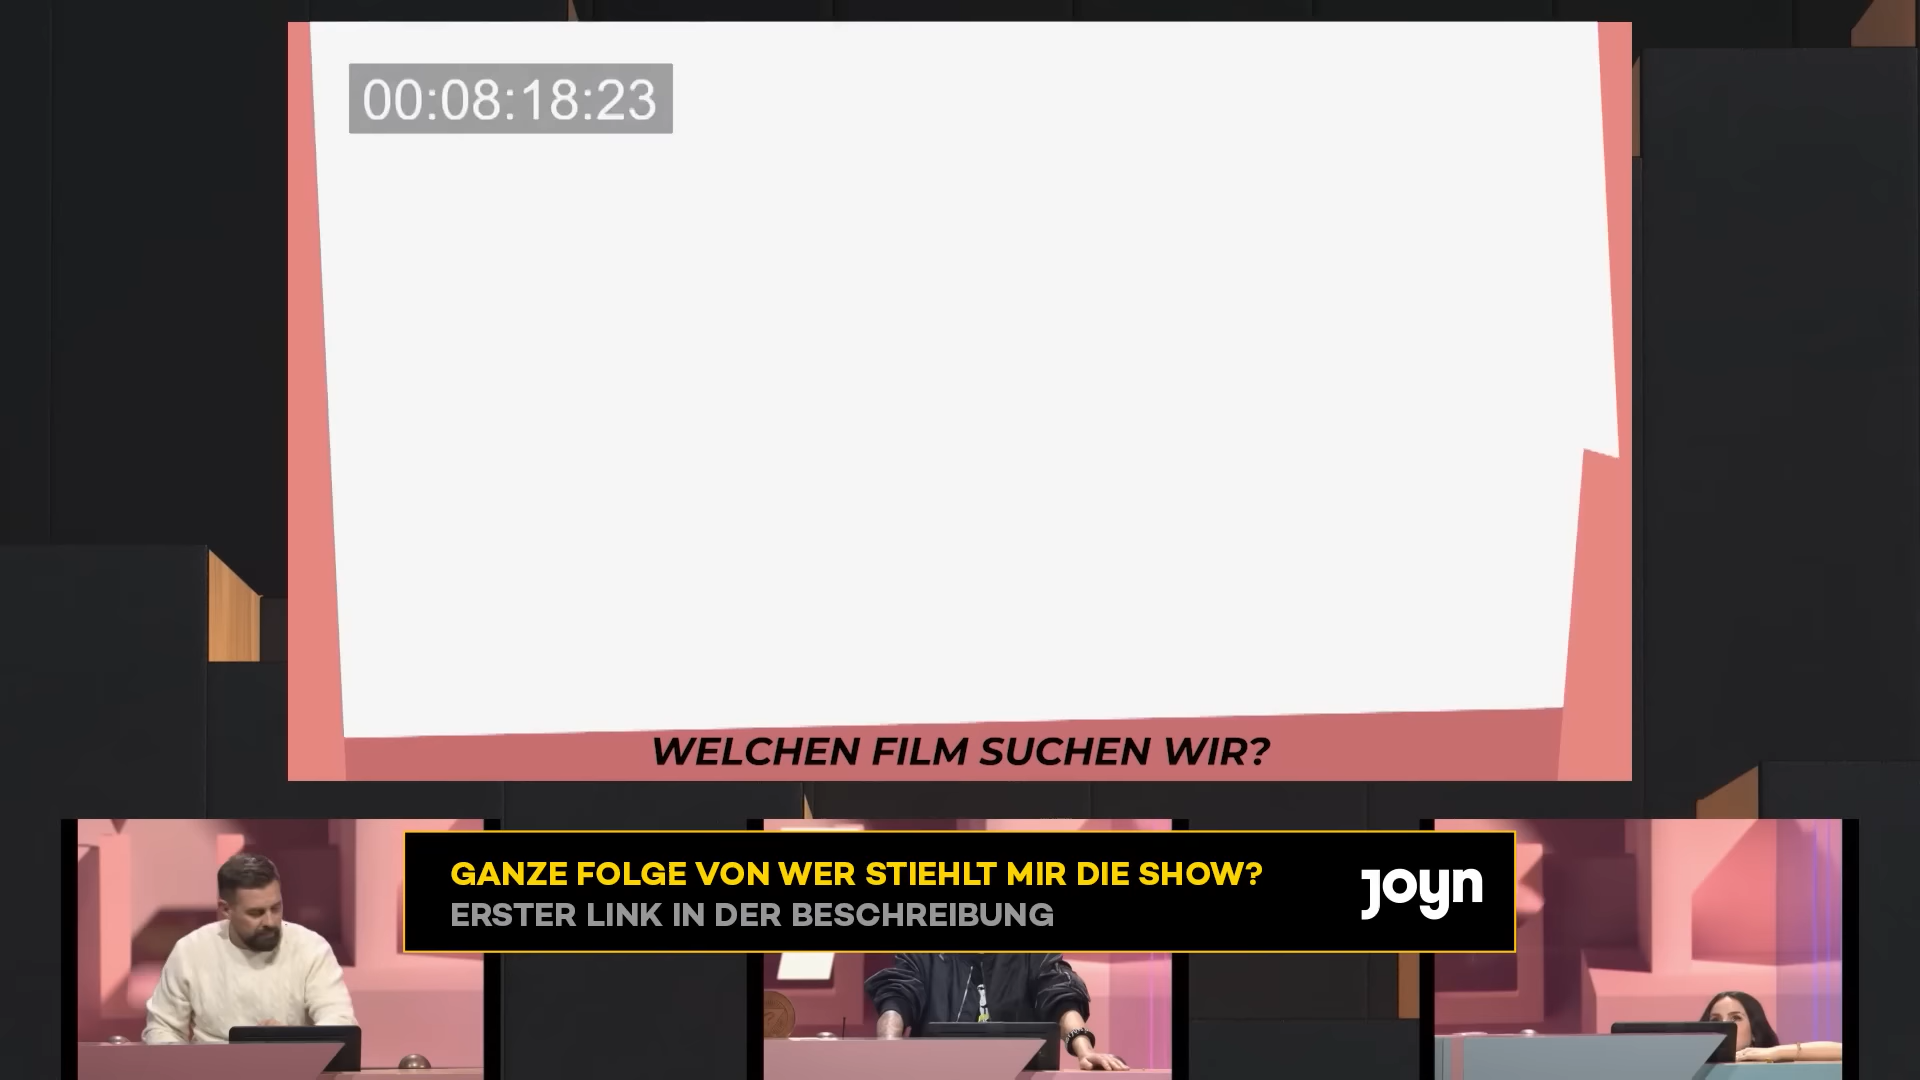 00:08:18:23
WELCHEN FILM SUCHEN WIR?
GANZE FOLGE VON WER STIEHLT MIR DIE SHOW?
ERSTER LINK IN DER BESCHREIBUNG
joyn